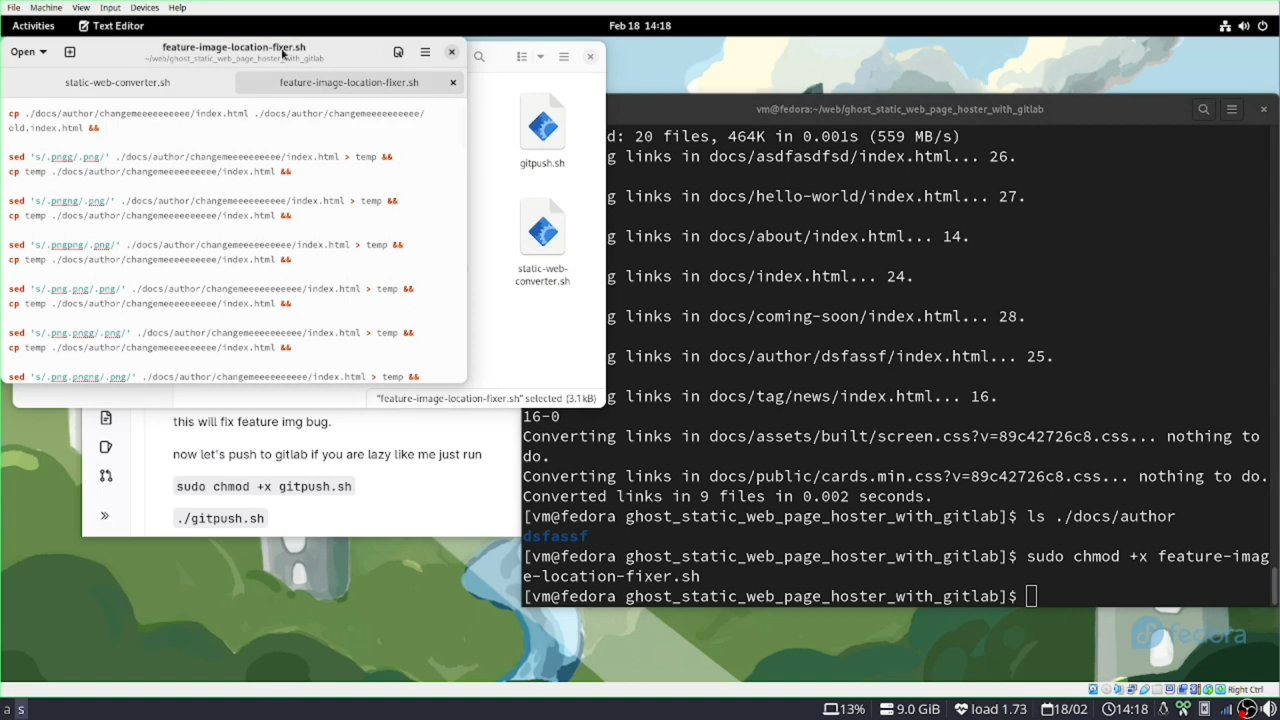 File Machine View Input Devices Help
Activities Text Editor Feb 18 14:18
Open feature-image-location-fixer.sh
~/web/ghost_static_web_page_hoster_with_gitlab
static-web-converter.sh feature-image-location-fixer.sh
cp ./docs/author/changemeeeeeeeeee/index.html ./docs/author/changemeeeeeeeeee/
old.index.html &&
sed 's/.pngg/.png/' ./docs/author/changemeeeeeeeeee/index.html > temp &&
cp temp ./docs/author/changemeeeeeeeeee/index.html &&
sed 's/.pngng/.png/' ./docs/author/changemeeeeeeeeee/index.html > temp &&
cp temp ./docs/author/changemeeeeeeeeee/index.html &&
sed 's/.pngpng/.png/' ./docs/author/changemeeeeeeeeee/index.html > temp &&
cp temp ./docs/author/changemeeeeeeeeee/index.html &&
sed 's/.png.png/.png/' ./docs/author/changemeeeeeeeeee/index.html > temp &&
cp temp ./docs/author/changemeeeeeeeeee/index.html &&
sed 's/.png.pngg/.png/' ./docs/author/changemeeeeeeeeee/index.html > temp &&
cp temp ./docs/author/changemeeeeeeeeee/index.html &&
sed 's/.png.pngng/.png/' ./docs/author/changemeeeeeeeeee/index.html > temp &&
gitpush.sh
static-web-
converter.sh
"feature-image-location-fixer.sh" selected (3.1 kB)
this will fix feature img bug.
now let's push to gitlab if you are lazy like me just run
sudo chmod +x gitpush.sh
./gitpush.sh
vm@fedora:~/web/ghost_static_web_page_hoster_with_gitlab
d: 20 files, 464K in 0.001s (559 MB/s)
g links in docs/asdfasdfsd/index.html... 26.
g links in docs/hello-world/index.html... 27.
g links in docs/about/index.html... 14.
g links in docs/index.html... 24.
g links in docs/coming-soon/index.html... 28.
g links in docs/author/dsfassf/index.html... 25.
g links in docs/tag/news/index.html... 16.
16-0
Converting links in docs/assets/built/screen.css?v=89c42726c8.css... nothing to
do.
Converting links in docs/public/cards.min.css?v=89c42726c8.css... nothing to do.
Converted links in 9 files in 0.002 seconds.
[vm@fedora ghost_static_web_page_hoster_with_gitlab]$ ls ./docs/author
dsfassf
[vm@fedora ghost_static_web_page_hoster_with_gitlab]$ sudo chmod +x feature-imag
e-location-fixer.sh
[vm@fedora ghost_static_web_page_hoster_with_gitlab]$
fedora
Right Ctrl
a s 13% 9.0 GiB load 1.73 18/02 14:18